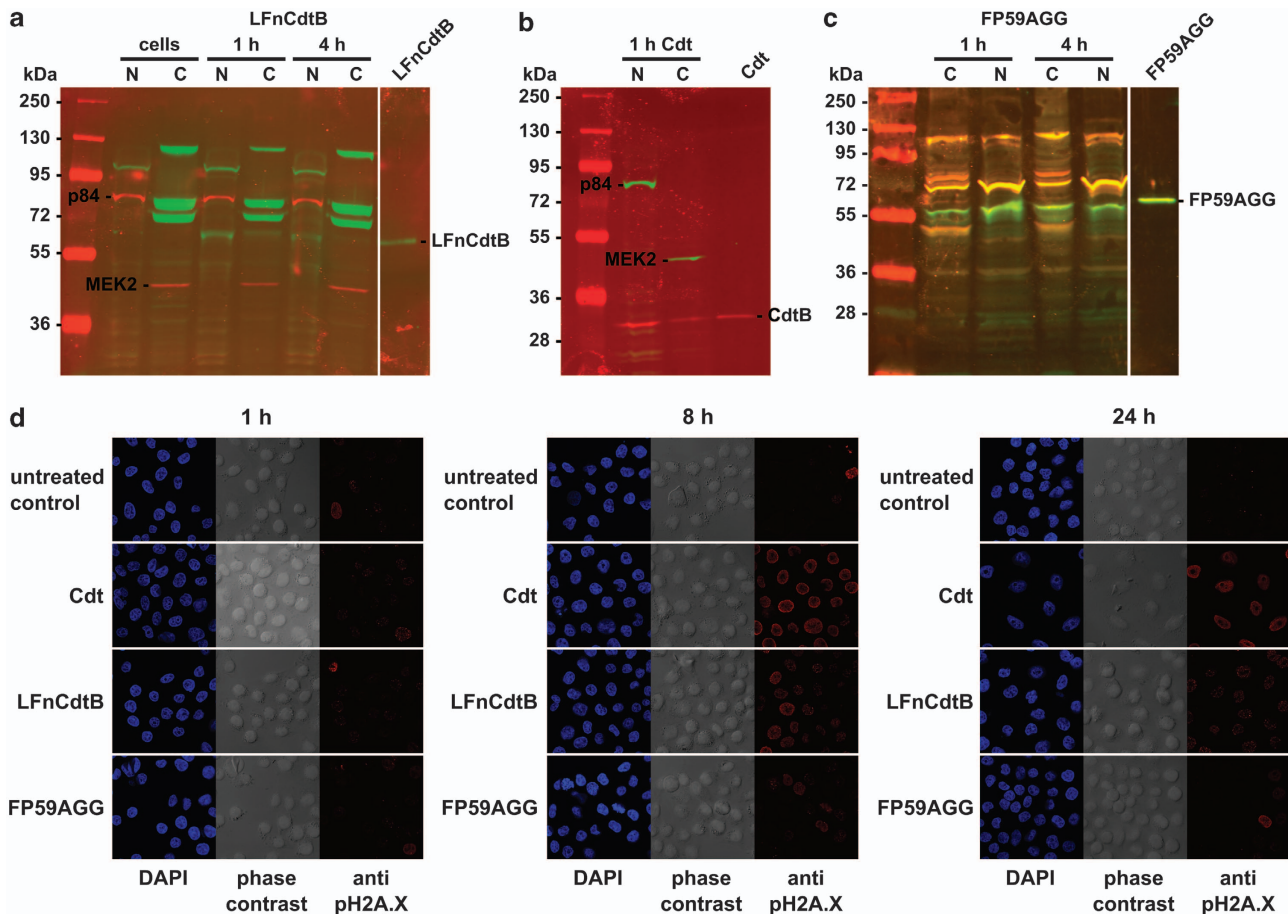 a
LFnCdtB
cells 1 h 4 h
LFnCdtB
kDa N C N C N C
250
130
95
p84
72
55
LFnCdtB
MEK2
36
b
1 h Cdt
Cdt
kDa N C
250
130
95
p84
72
55
MEK2
36
CdtB
28
c
FP59AGG
1 h 4 h
FP59AGG
kDa C N C N
250
130
95
72
FP59AGG
55
36
28
d
1 h
untreated
control
Cdt
LFnCdtB
FP59AGG
DAPI phase contrast anti pH2A.X
8 h
untreated
control
Cdt
LFnCdtB
FP59AGG
DAPI phase contrast anti pH2A.X
24 h
untreated
control
Cdt
LFnCdtB
FP59AGG
DAPI phase contrast anti pH2A.X